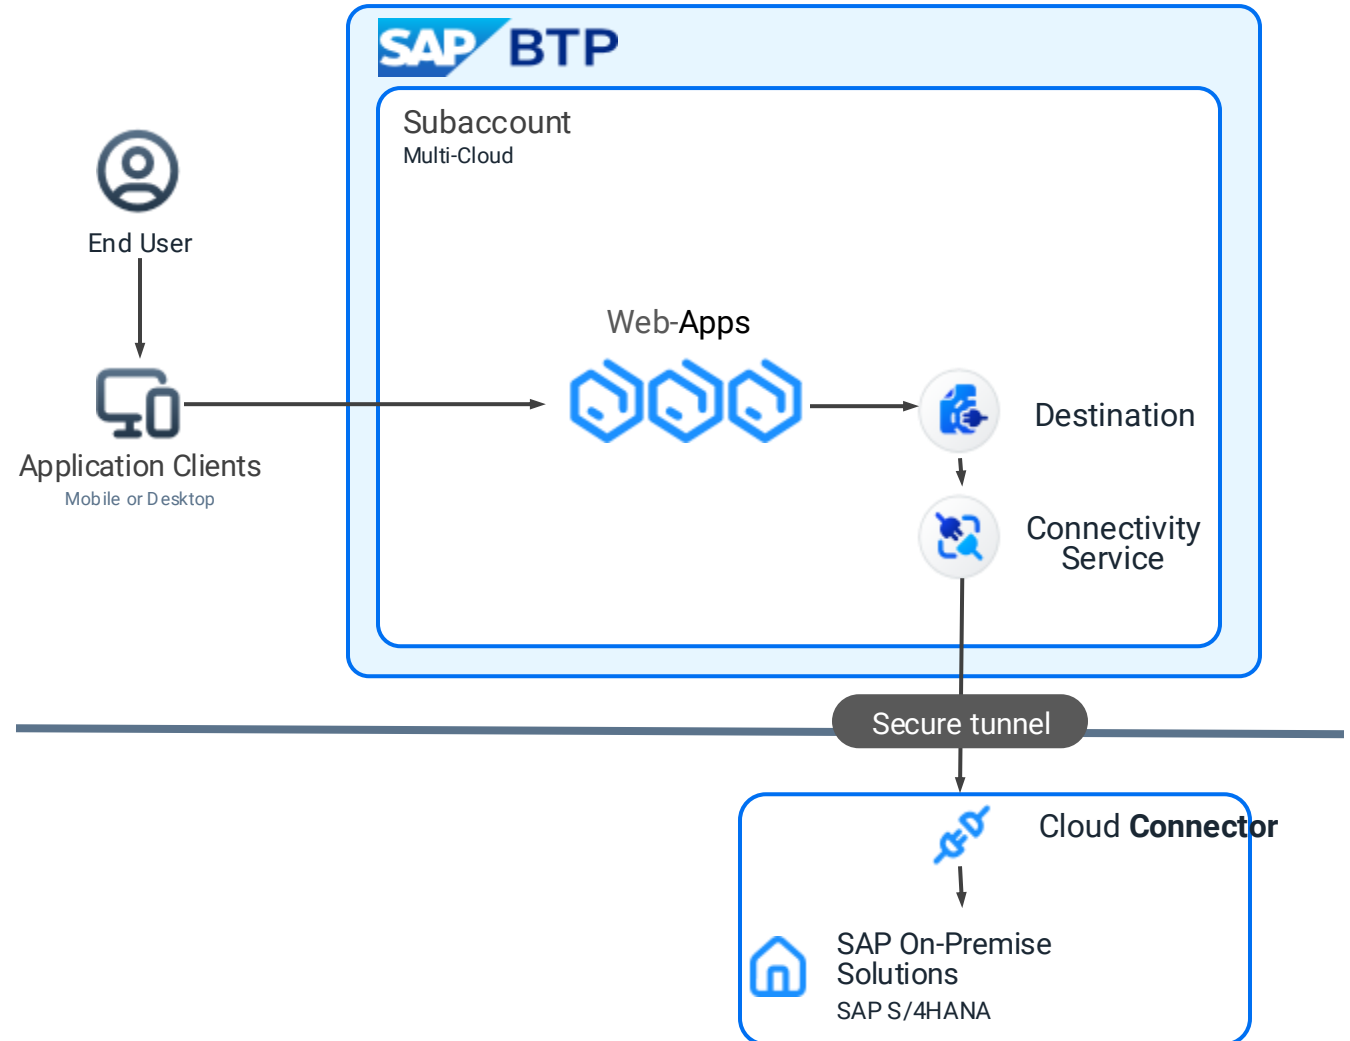 SAP BTP
Subaccount
Multi-Cloud
End User
Web-Apps
Application Clients
Mobile or Desktop
Destination
Connectivity
Service
Secure tunnel
Cloud Connector
SAP On-Premise
Solutions
SAP S/4HANA